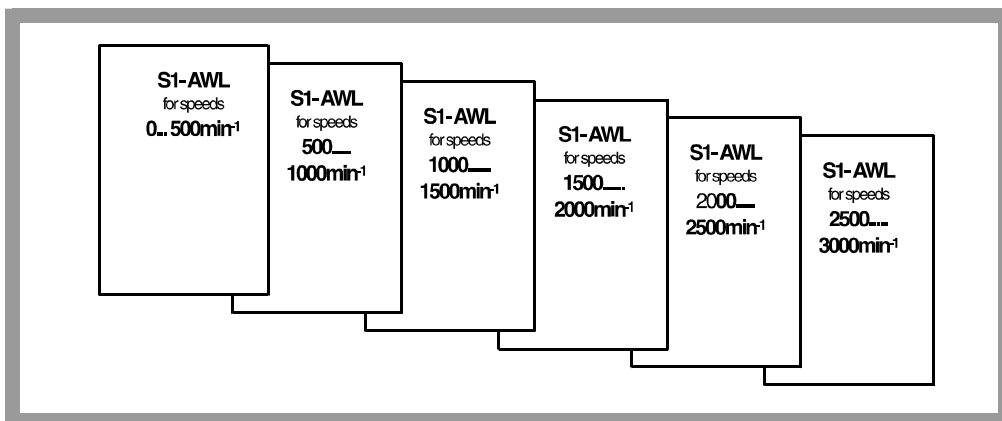 S1-AWL
for speeds
0... 500min-1
S1-AWL
for speeds
500.....
1000min-1
S1-AWL
for speeds
1000.....
1500min-1
S1-AWL
for speeds
1500.....
2000min-1
S1-AWL
for speeds
2000.....
2500min-1
S1-AWL
for speeds
2500.....
3000min-1